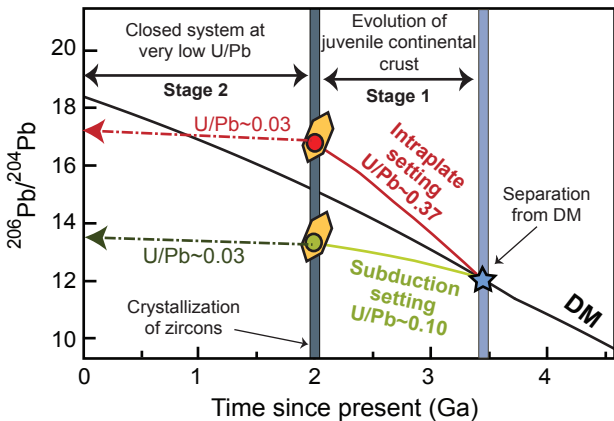 Closed system at
very low U/Pb
Stage 2
Evolution of
juvenile continental
crust
Stage 1
20
18
16
14
12
10
206Pb/204Pb
U/Pb~0.03
U/Pb~0.03
Intraplate
setting
U/Pb~0.37
Separation
from DM
Subduction
setting
U/Pb~0.10
Crystallization
of zircons
DM
0
1
2
3
4
Time since present (Ga)